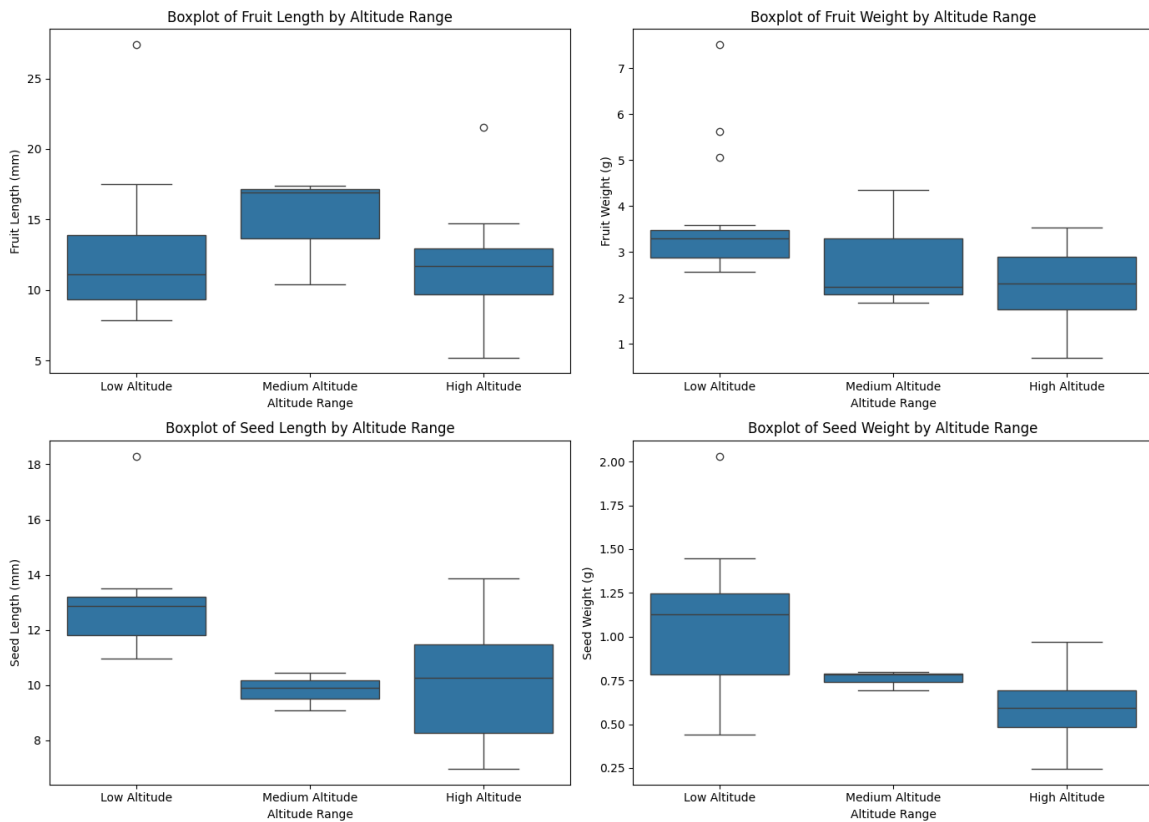 Boxplot of Fruit Length by Altitude Range
Fruit Length (mm)
25
20
15
10
5
Low Altitude Medium Altitude High Altitude
Altitude Range
Boxplot of Fruit Weight by Altitude Range
Fruit Weight (g)
7
6
5
4
3
2
1
Low Altitude Medium Altitude High Altitude
Altitude Range
Boxplot of Seed Length by Altitude Range
Seed Length (mm)
18
16
14
12
10
8
Low Altitude Medium Altitude High Altitude
Altitude Range
Boxplot of Seed Weight by Altitude Range
Seed Weight (g)
2.00
1.75
1.50
1.25
1.00
0.75
0.50
0.25
Low Altitude Medium Altitude High Altitude
Altitude Range